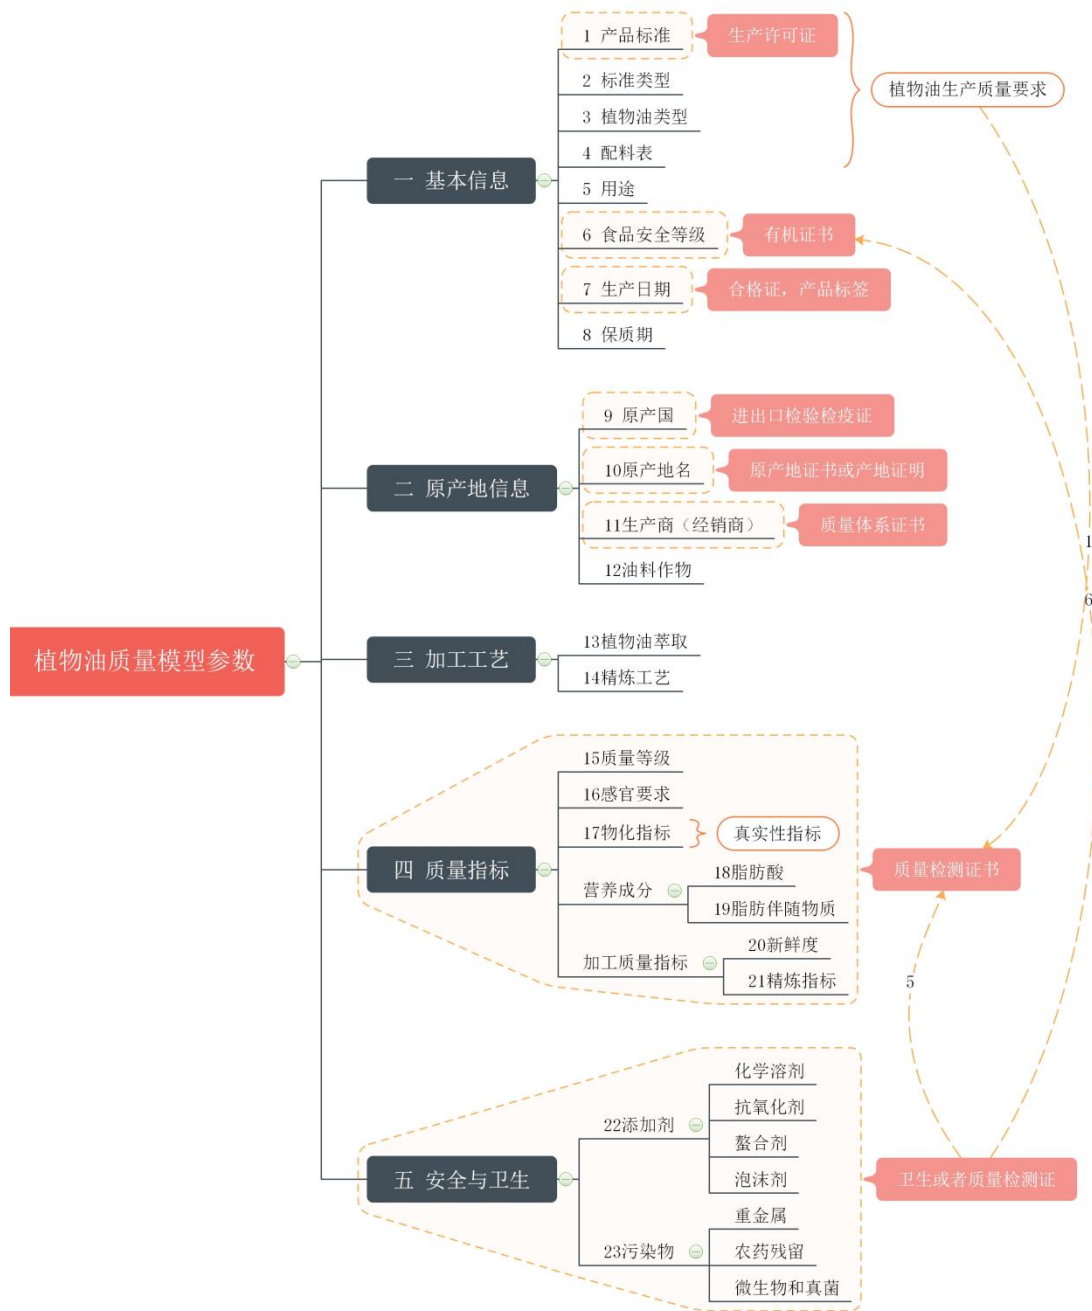 植物油质量模型参数
一 基本信息
1 产品标准
生产许可证
2 标准类型
3 植物油类型
4 配料表
植物油生产质量要求
5 用途
6 食品安全等级
有机证书
7 生产日期
合格证，产品标签
8 保质期
二 原产地信息
9 原产国
进出口检验检疫证
10原产地名
原产地证书或产地证明
11生产商（经销商）
质量体系证书
12油料作物
1
6
三 加工工艺
13植物油萃取
14精炼工艺
四 质量指标
15质量等级
16感官要求
17物化指标
真实性指标
营养成分
18脂肪酸
19脂肪伴随物质
加工质量指标
20新鲜度
21精炼指标
质量检测证书
5
五 安全与卫生
22添加剂
化学溶剂
抗氧化剂
螯合剂
泡沫剂
23污染物
重金属
农药残留
微生物和真菌
卫生或者质量检测证